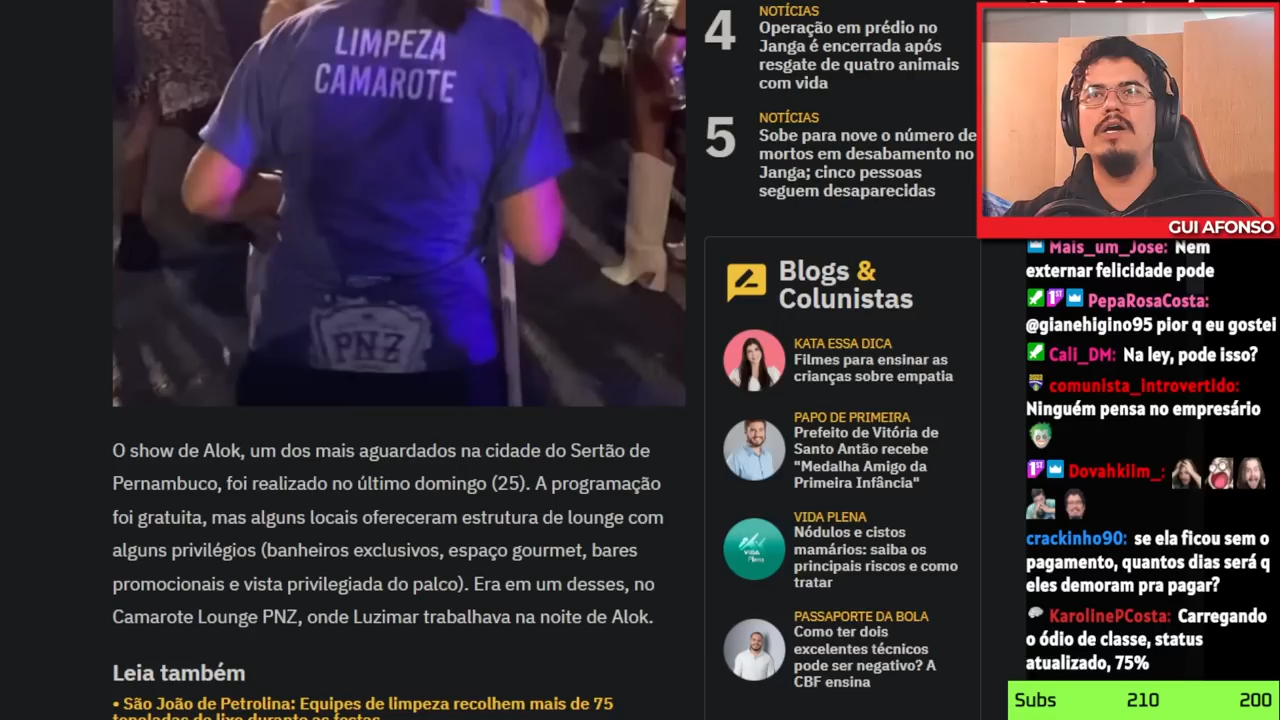 LIMPEZA
CAMAROTE
PNZ
O show de Alok, um dos mais aguardados na cidade do Sertão de
Pernambuco, foi realizado no último domingo (25). A programação
foi gratuita, mas alguns locais ofereceram estrutura de lounge com
alguns privilégios (banheiros exclusivos, espaço gourmet, bares
promocionais e vista privilegiada do palco). Era em um desses, no
Camarote Lounge PNZ, onde Luzimar trabalhava na noite de Alok.
Leia também
• São João de Petrolina: Equipes de limpeza recolhem mais de 75
toneladas de lixo durante as festas
4
NOTÍCIAS
Operação em prédio no
Janga é encerrada após
resgate de quatro animais
com vida
5
NOTÍCIAS
Sobe para nove o número de
mortos em desabamento no
Janga; cinco pessoas
seguem desaparecidas
Blogs &
Colunistas
KATA ESSA DICA
Filmes para ensinar as
crianças sobre empatia
PAPO DE PRIMEIRA
Prefeito de Vitória de
Santo Antão recebe
"Medalha Amigo da
Primeira Infância"
VIDA PLENA
Nódulos e cistos
mamários: saiba os
principais riscos e como
tratar
PASSAPORTE DA BOLA
Como ter dois
excelentes técnicos
pode ser negativo? A
CBF ensina
GUI AFONSO
Mais_um_Jose: Nem
externar felicidade pode
PepaRosaCosta:
@gianehigino95 pior q eu gostei
Cali_DM: Na ley, pode isso?
comunista_introvertido:
Ninguém pensa no empresário
Dovahkiim_:
crackinho90: se ela ficou sem o
pagamento, quantos dias será q
eles demoram pra pagar?
KarolinePCosta: Carregando
o ódio de classe, status
atualizado, 75%
Subs 210 200